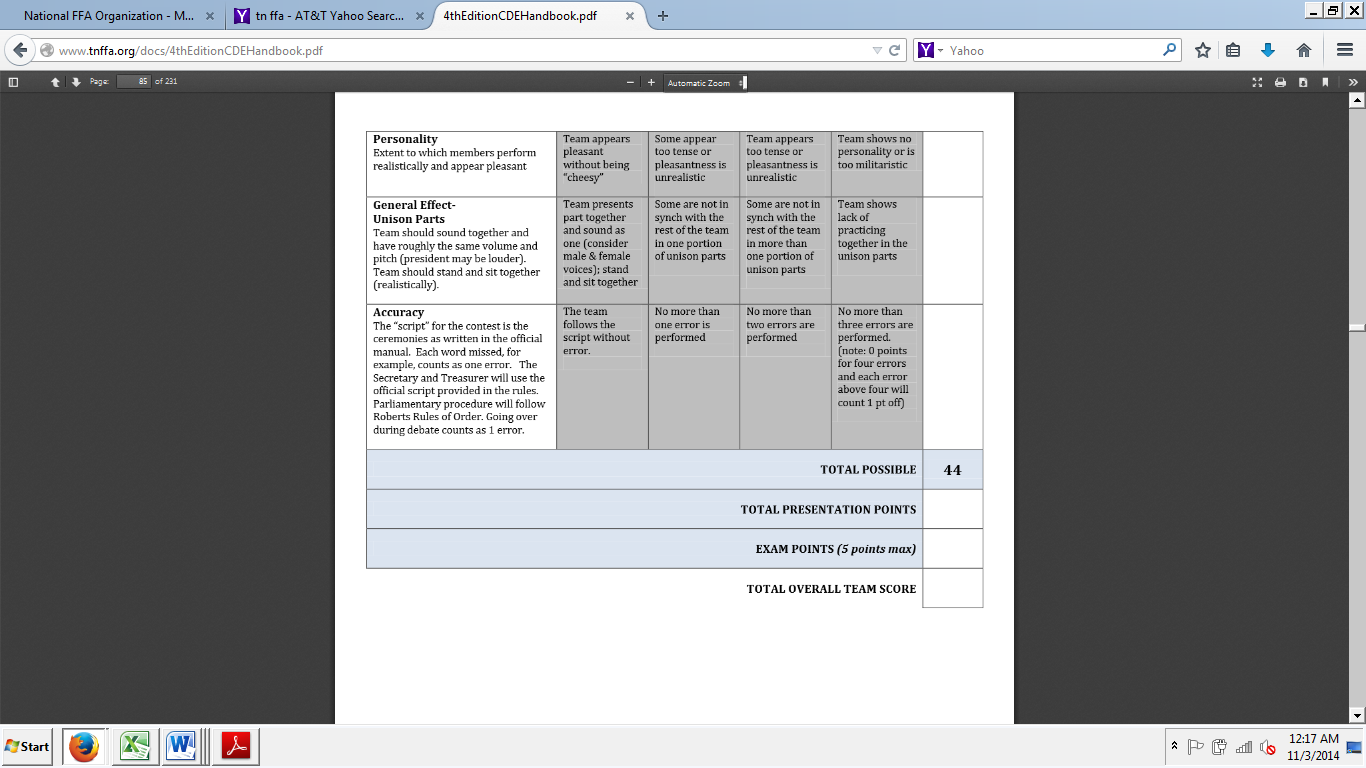 National FFA Organization - M...
tn ffa - AT&T Yahoo Searc...
4thEditionCDEHandbook.pdf
www.tnffa.org/docs/4thEditionCDEHandbook.pdf
Yahoo
Page: 85 of 231
Automatic Zoom
Personality
Extent to which members perform
realistically and appear pleasant
Team appears
pleasant
without being
“cheesy”
Some appear
too tense or
pleasantness is
unrealistic
Team appears
too tense or
pleasantness is
unrealistic
Team shows no
personality or is
too militaristic
General Effect-
Unison Parts
Team should sound together and
have roughly the same volume and
pitch (president may be louder).
Team should stand and sit together
(realistically).
Team presents
part together
and sound as
one (consider
male & female
voices); stand
and sit together
Some are not in
synch with the
rest of the team
in one portion
of unison parts
Some are not in
synch with the
rest of the team
in more than
one portion of
unison parts
Team shows
lack of
practicing
together in the
unison parts
Accuracy
The “script” for the contest is the
ceremonies as written in the official
manual.  Each word missed, for
example, counts as one error.   The
Secretary and Treasurer will use the
official script provided in the rules.
Parliamentary procedure will follow
Roberts Rules of Order. Going over
during debate counts as 1 error.
The team
follows the
script without
error.
No more than
one error is
performed
No more than
two errors are
performed
No more than
three errors are
performed.
(note: 0 points
for four errors
and each error
above four will
count 1 pt off)
TOTAL POSSIBLE 44
TOTAL PRESENTATION POINTS
EXAM POINTS (5 points max)
TOTAL OVERALL TEAM SCORE
Start
12:17 AM
11/3/2014